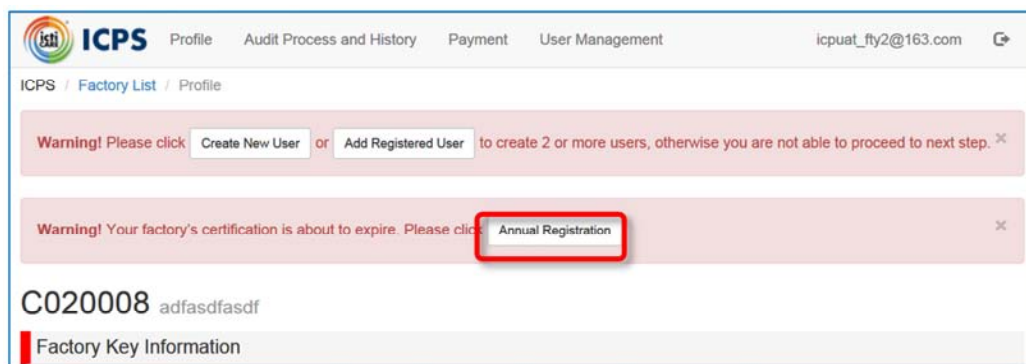 icti CARE ICPS Profile Audit Process and History Payment User Management icpuat_fty2@163.com
ICPS / Factory List / Profile
Warning! Please click Create New User or Add Registered User to create 2 or more users, otherwise you are not able to proceed to next step. ×
Warning! Your factory's certification is about to expire. Please click Annual Registration ×
C020008 adfasdfasdf
Factory Key Information